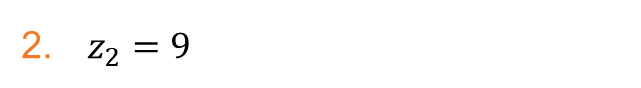 2. z₂ = 9